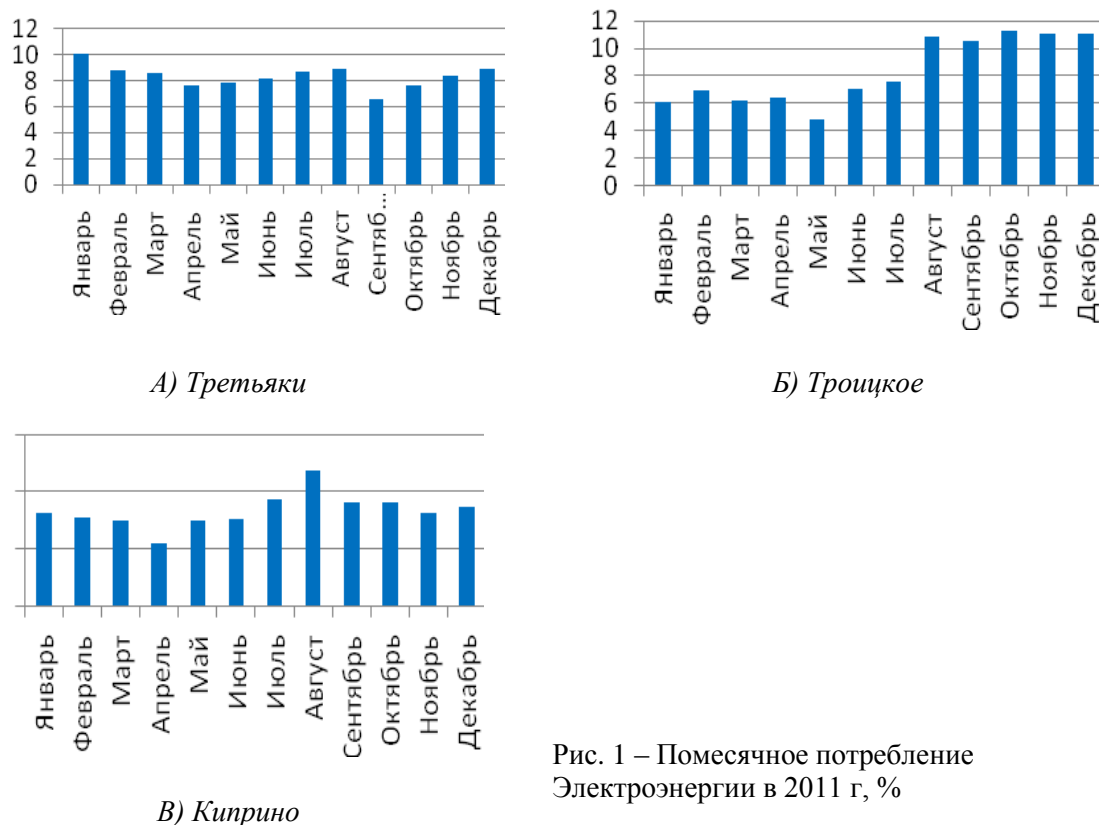 12
10
8
6
4
2
0
Январь
Февраль
Март
Апрель
Май
Июнь
Июль
Август
Сентяб...
Октябрь
Ноябрь
Декабрь
А) Третьяки
12
10
8
6
4
2
0
Январь
Февраль
Март
Апрель
Май
Июнь
Июль
Август
Сентябрь
Октябрь
Ноябрь
Декабрь
Б) Троицкое
Январь
Февраль
Март
Апрель
Май
Июнь
Июль
Август
Сентябрь
Октябрь
Ноябрь
Декабрь
В) Киприно
Рис. 1 – Помесячное потребление
Электроэнергии в 2011 г, %